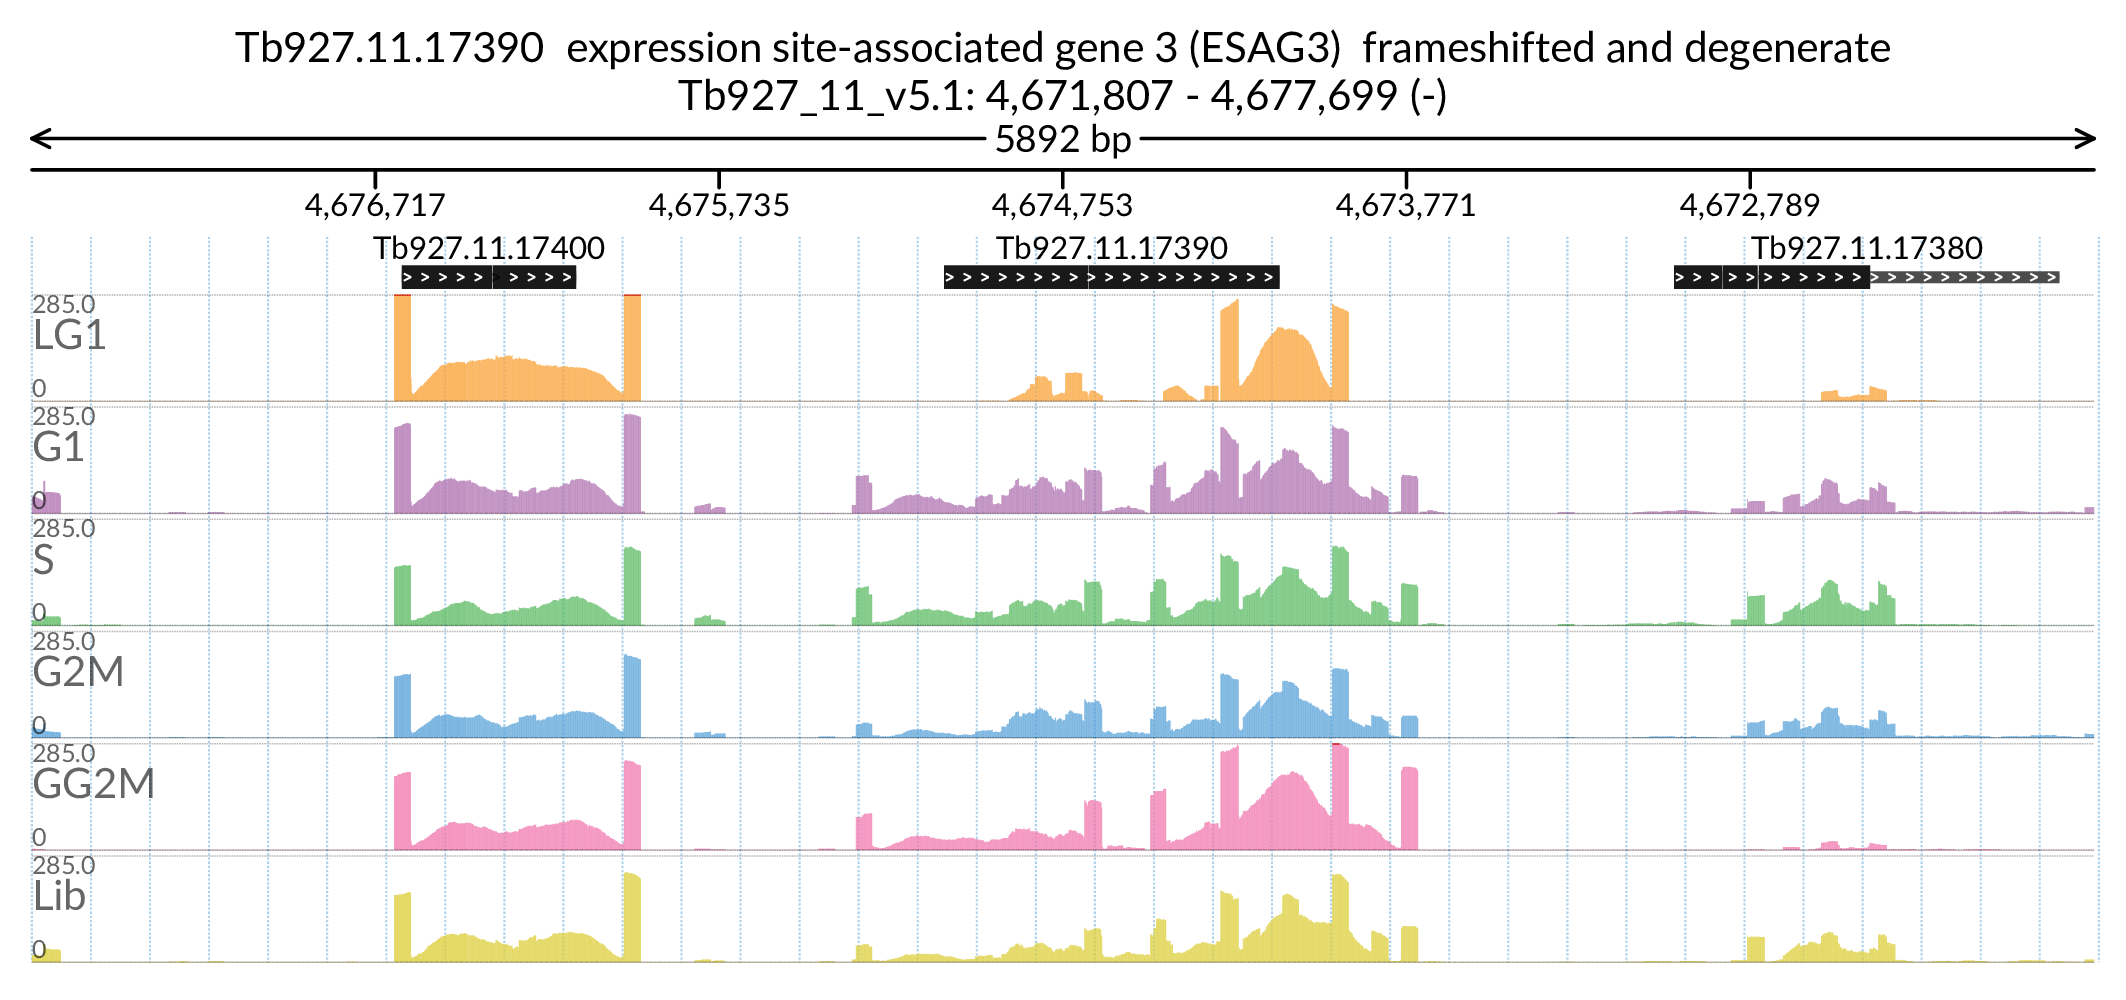 Tb927.11.17390  expression site-associated gene 3 (ESAG3)  frameshifted and degenerate
Tb927_11_v5.1: 4,671,807 - 4,677,699 (-)
5892 bp
4,676,717 4,675,735 4,674,753 4,673,771 4,672,789
Tb927.11.17400 Tb927.11.17390 Tb927.11.17380
285.0
LG1
0
285.0
G1
0
285.0
S
0
285.0
G2M
0
285.0
GG2M
0
285.0
Lib
0